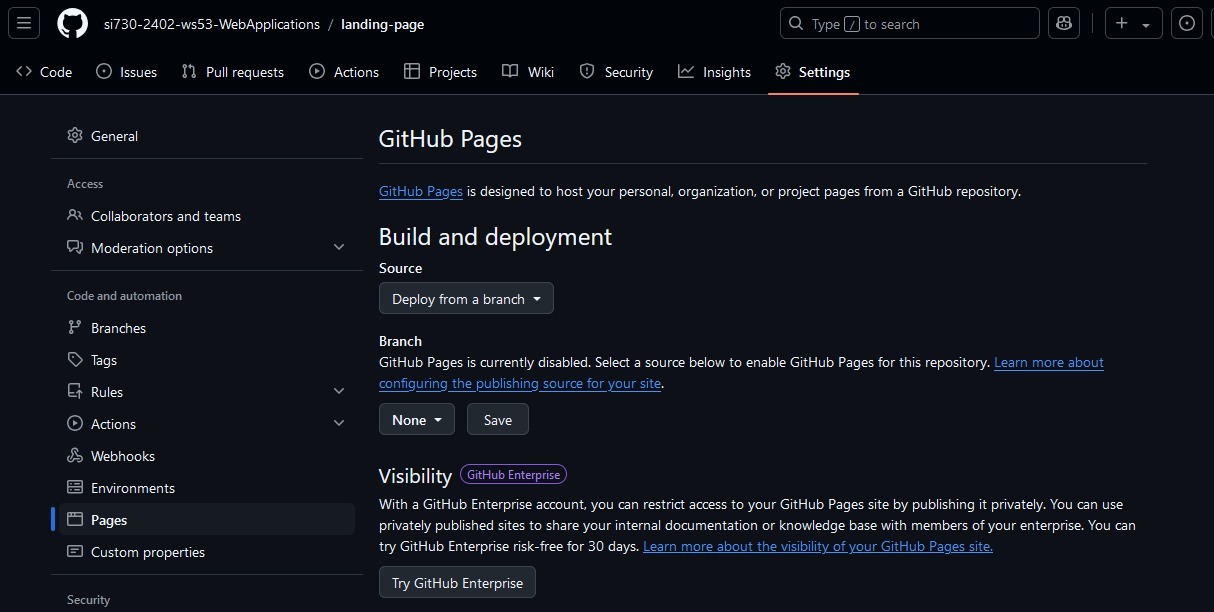 si730-2402-ws53-WebApplications / landing-page
Type / to search
Code Issues Pull requests Actions Projects Wiki Security Insights Settings
General
Access
Collaborators and teams
Moderation options
Code and automation
Branches
Tags
Rules
Actions
Webhooks
Environments
Pages
Custom properties
Security
GitHub Pages
GitHub Pages is designed to host your personal, organization, or project pages from a GitHub repository.
Build and deployment
Source
Deploy from a branch
Branch
GitHub Pages is currently disabled. Select a source below to enable GitHub Pages for this repository. Learn more about
configuring the publishing source for your site.
None Save
Visibility GitHub Enterprise
With a GitHub Enterprise account, you can restrict access to your GitHub Pages site by publishing it privately. You can use
privately published sites to share your internal documentation or knowledge base with members of your enterprise. You can
try GitHub Enterprise risk-free for 30 days. Learn more about the visibility of your GitHub Pages site.
Try GitHub Enterprise